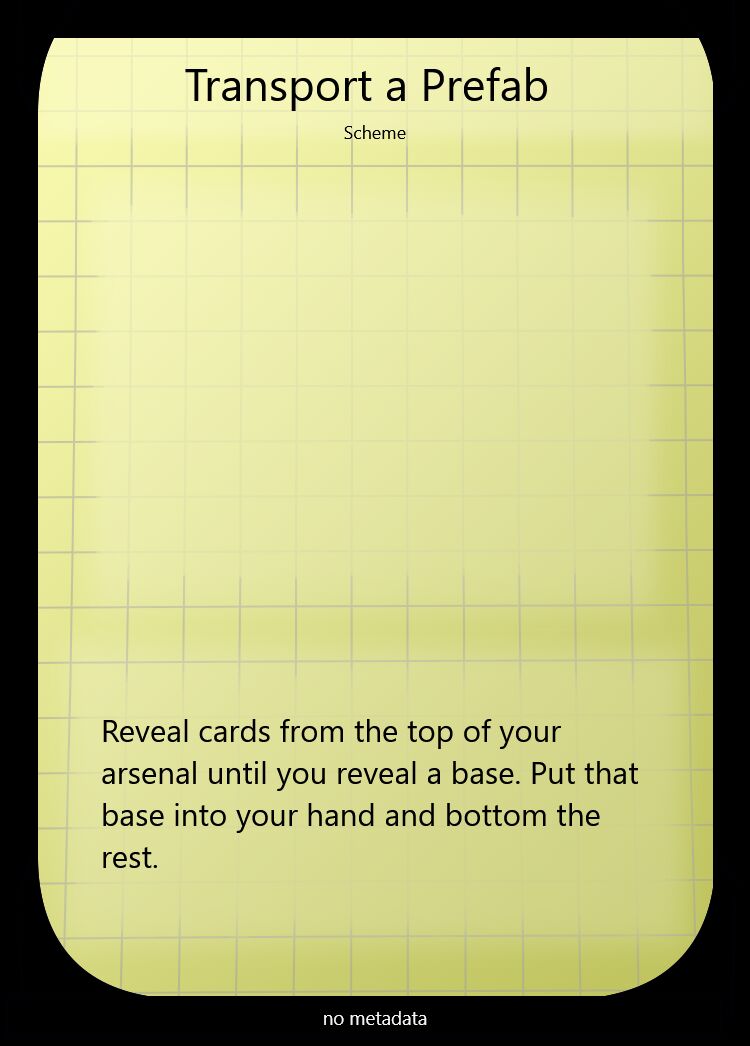 Transport a Prefab
Scheme
Reveal cards from the top of your
arsenal until you reveal a base. Put that
base into your hand and bottom the
rest.
no metadata